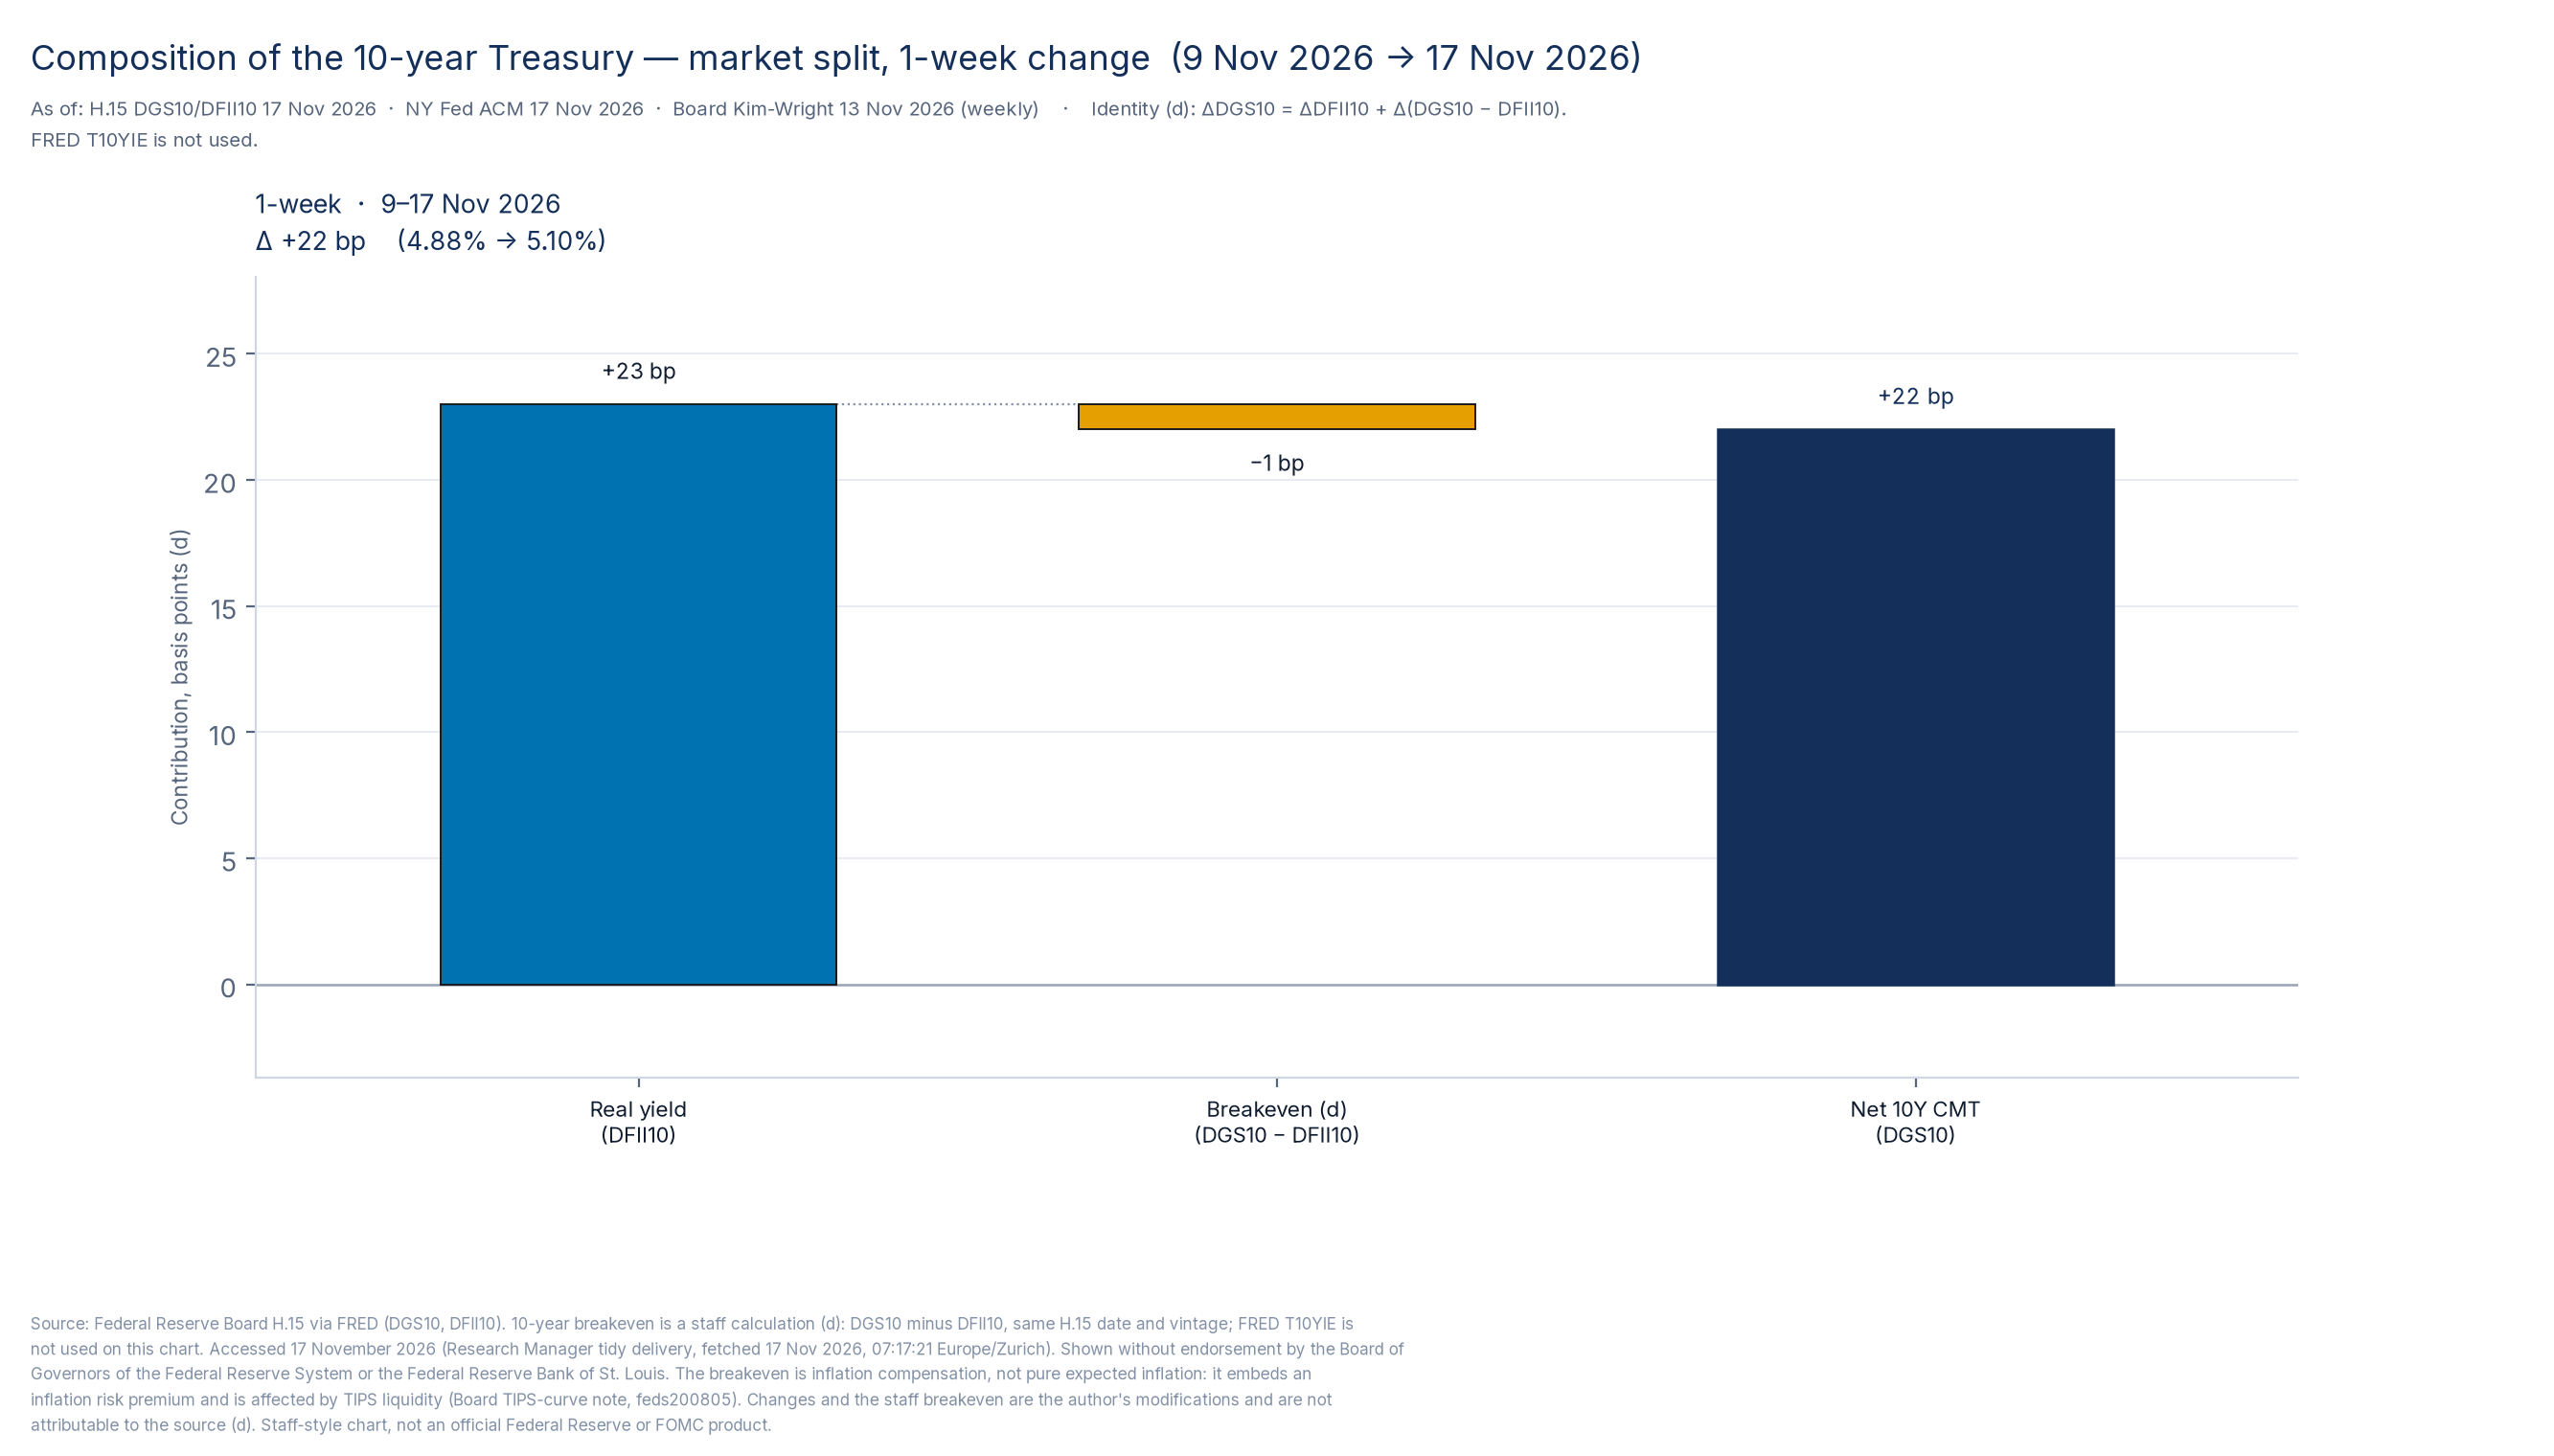 Composition of the 10-year Treasury — market split, 1-week change (9 Nov 2026 → 17 Nov 2026)
As of: H.15 DGS10/DFII10 17 Nov 2026 · NY Fed ACM 17 Nov 2026 · Board Kim-Wright 13 Nov 2026 (weekly) · Identity (d): ΔDGS10 = ΔDFII10 + Δ(DGS10 − DFII10).
FRED T10YIE is not used.
1-week · 9–17 Nov 2026
Δ +22 bp (4.88% → 5.10%)
Contribution, basis points (d)
25
20
15
10
5
0
+23 bp
−1 bp
+22 bp
Real yield
(DFII10)
Breakeven (d)
(DGS10 − DFII10)
Net 10Y CMT
(DGS10)
Source: Federal Reserve Board H.15 via FRED (DGS10, DFII10). 10-year breakeven is a staff calculation (d): DGS10 minus DFII10, same H.15 date and vintage; FRED T10YIE is
not used on this chart. Accessed 17 November 2026 (Research Manager tidy delivery, fetched 17 Nov 2026, 07:17:21 Europe/Zurich). Shown without endorsement by the Board of
Governors of the Federal Reserve System or the Federal Reserve Bank of St. Louis. The breakeven is inflation compensation, not pure expected inflation: it embeds an
inflation risk premium and is affected by TIPS liquidity (Board TIPS-curve note, feds200805). Changes and the staff breakeven are the author's modifications and are not
attributable to the source (d). Staff-style chart, not an official Federal Reserve or FOMC product.